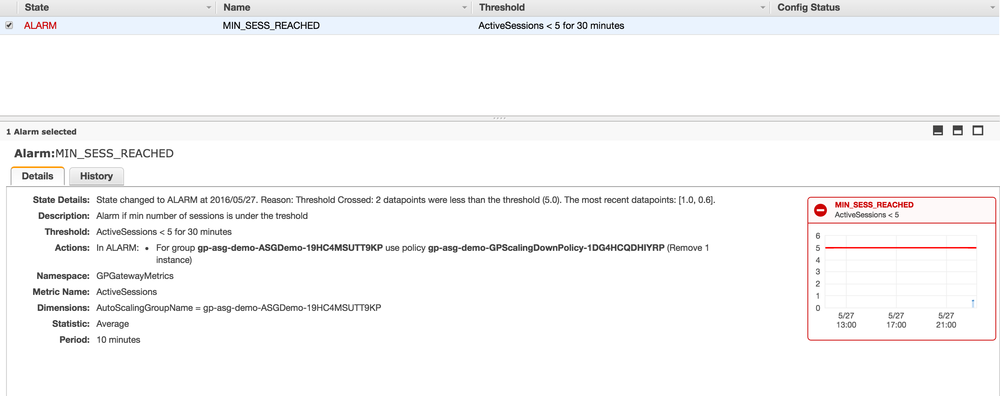 State Name Threshold Config Status
ALARM MIN_SESS_REACHED ActiveSessions < 5 for 30 minutes
1 Alarm selected
Alarm:MIN_SESS_REACHED
Details History
State Details: State changed to ALARM at 2016/05/27. Reason: Threshold Crossed: 2 datapoints were less than the threshold (5.0). The most recent datapoints: [1.0, 0.6].
Description: Alarm if min number of sessions is under the treshold
Threshold: ActiveSessions < 5 for 30 minutes
Actions: In ALARM: • For group gp-asg-demo-ASGDemo-19HC4MSUTT9KP use policy gp-asg-demo-GPScalingDownPolicy-1DG4HCQDHIYRP (Remove 1
instance)
Namespace: GPGatewayMetrics
Metric Name: ActiveSessions
Dimensions: AutoScalingGroupName = gp-asg-demo-ASGDemo-19HC4MSUTT9KP
Statistic: Average
Period: 10 minutes
MIN_SESS_REACHED
ActiveSessions < 5
6
5
4
3
2
1
0
5/27 5/27 5/27
13:00 17:00 21:00